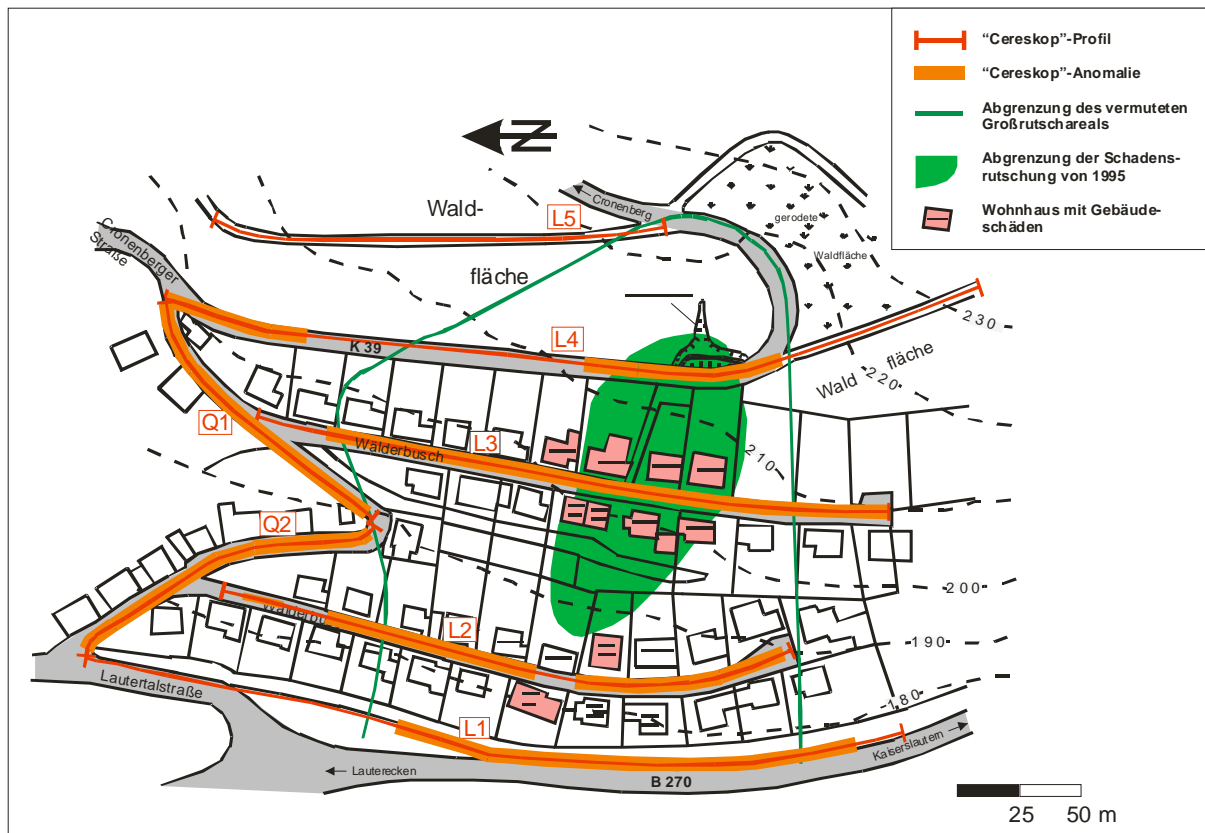 “Cereskop”-Profil
“Cereskop”-Anomalie
Abgrenzung des vermuteten
Großrutschareals
Abgrenzung der Schadens-
rutschung von 1995
Wohnhaus mit Gebäude-
schäden
N
Cronenberg
Wald-
L5
gerodete
Waldfläche
Cronenberger
Straße
fläche
230
K 39
L4
Wald fläche
220
Q1
L3
Wälderbusch
210
Q2
200
L2
190
Lautertalstraße
180
L1
Kaiserslautern
Lauterecken
B 270
25 50 m